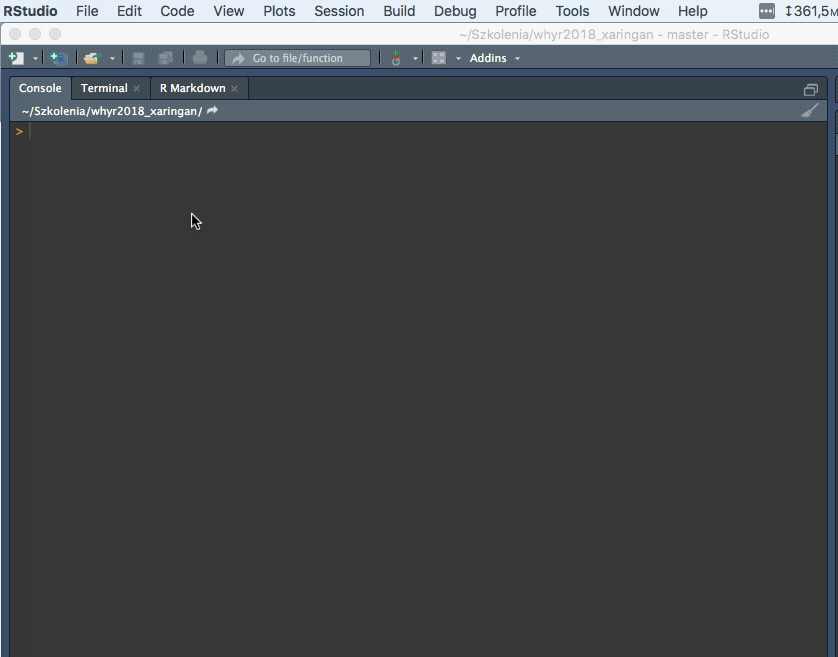 RStudio File Edit Code View Plots Session Build Debug Profile Tools Window Help 361,5M
~/Szkolenia/whyr2018_xaringan - master - RStudio
Go to file/function Addins
Console Terminal R Markdown
~/Szkolenia/whyr2018_xaringan/
>